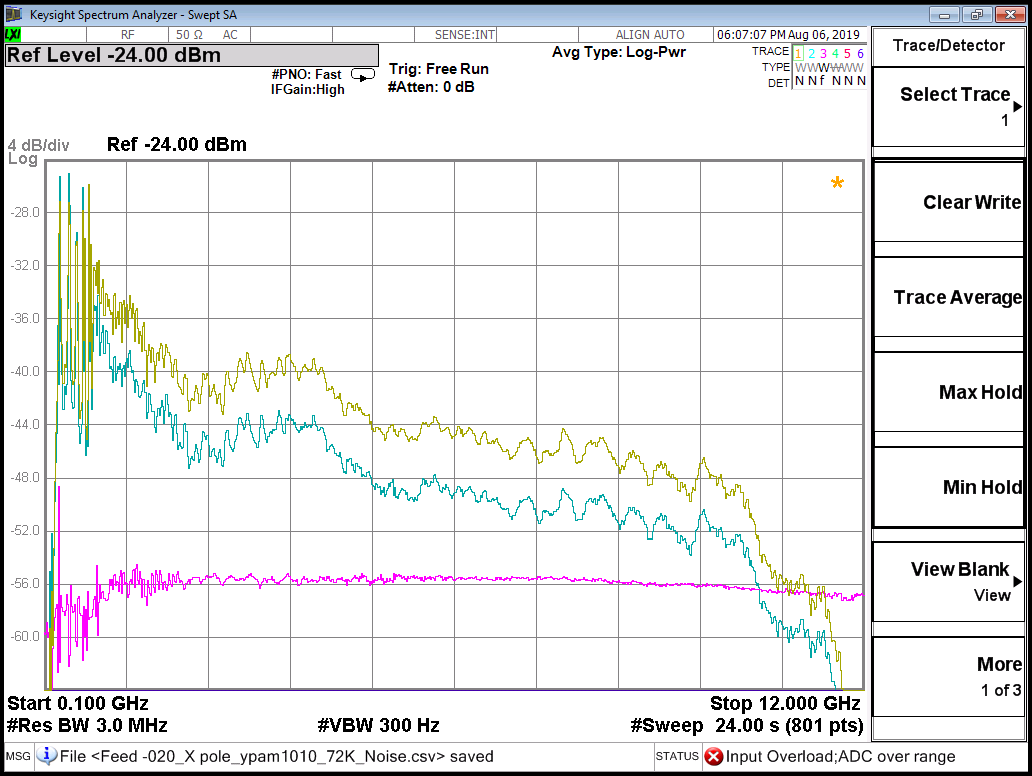 Keysight Spectrum Analyzer - Swept SA
LXI
RF
50 Ω
AC
SENSE:INT
ALIGN AUTO
06:07:07 PM Aug 06, 2019
Ref Level -24.00 dBm
#PNO: Fast
IFGain:High
Trig: Free Run
#Atten: 0 dB
Avg Type: Log-Pwr
TRACE 1 2 3 4 5 6
TYPE WWWWWW
DET N N f N N N
4 dB/div
Log
Ref -24.00 dBm
-28.0
-32.0
-36.0
-40.0
-44.0
-48.0
-52.0
-56.0
-60.0
*
Start 0.100 GHz
Stop 12.000 GHz
#Res BW 3.0 MHz
#VBW 300 Hz
#Sweep 24.00 s (801 pts)
MSG
File <Feed -020_X pole_ypam1010_72K_Noise.csv> saved
STATUS
Input Overload;ADC over range
Trace/Detector
Select Trace
1
Clear Write
Trace Average
Max Hold
Min Hold
View Blank
View
More
1 of 3